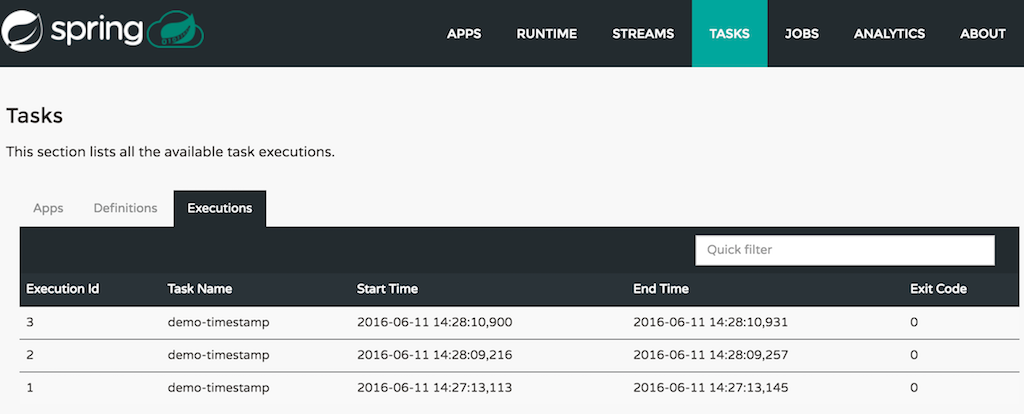 spring
APPS RUNTIME STREAMS TASKS JOBS ANALYTICS ABOUT
Tasks
This section lists all the available task executions.
Apps Definitions Executions
Quick filter
Execution Id Task Name Start Time End Time Exit Code
3 demo-timestamp 2016-06-11 14:28:10,900 2016-06-11 14:28:10,931 0
2 demo-timestamp 2016-06-11 14:28:09,216 2016-06-11 14:28:09,257 0
1 demo-timestamp 2016-06-11 14:27:13,113 2016-06-11 14:27:13,145 0